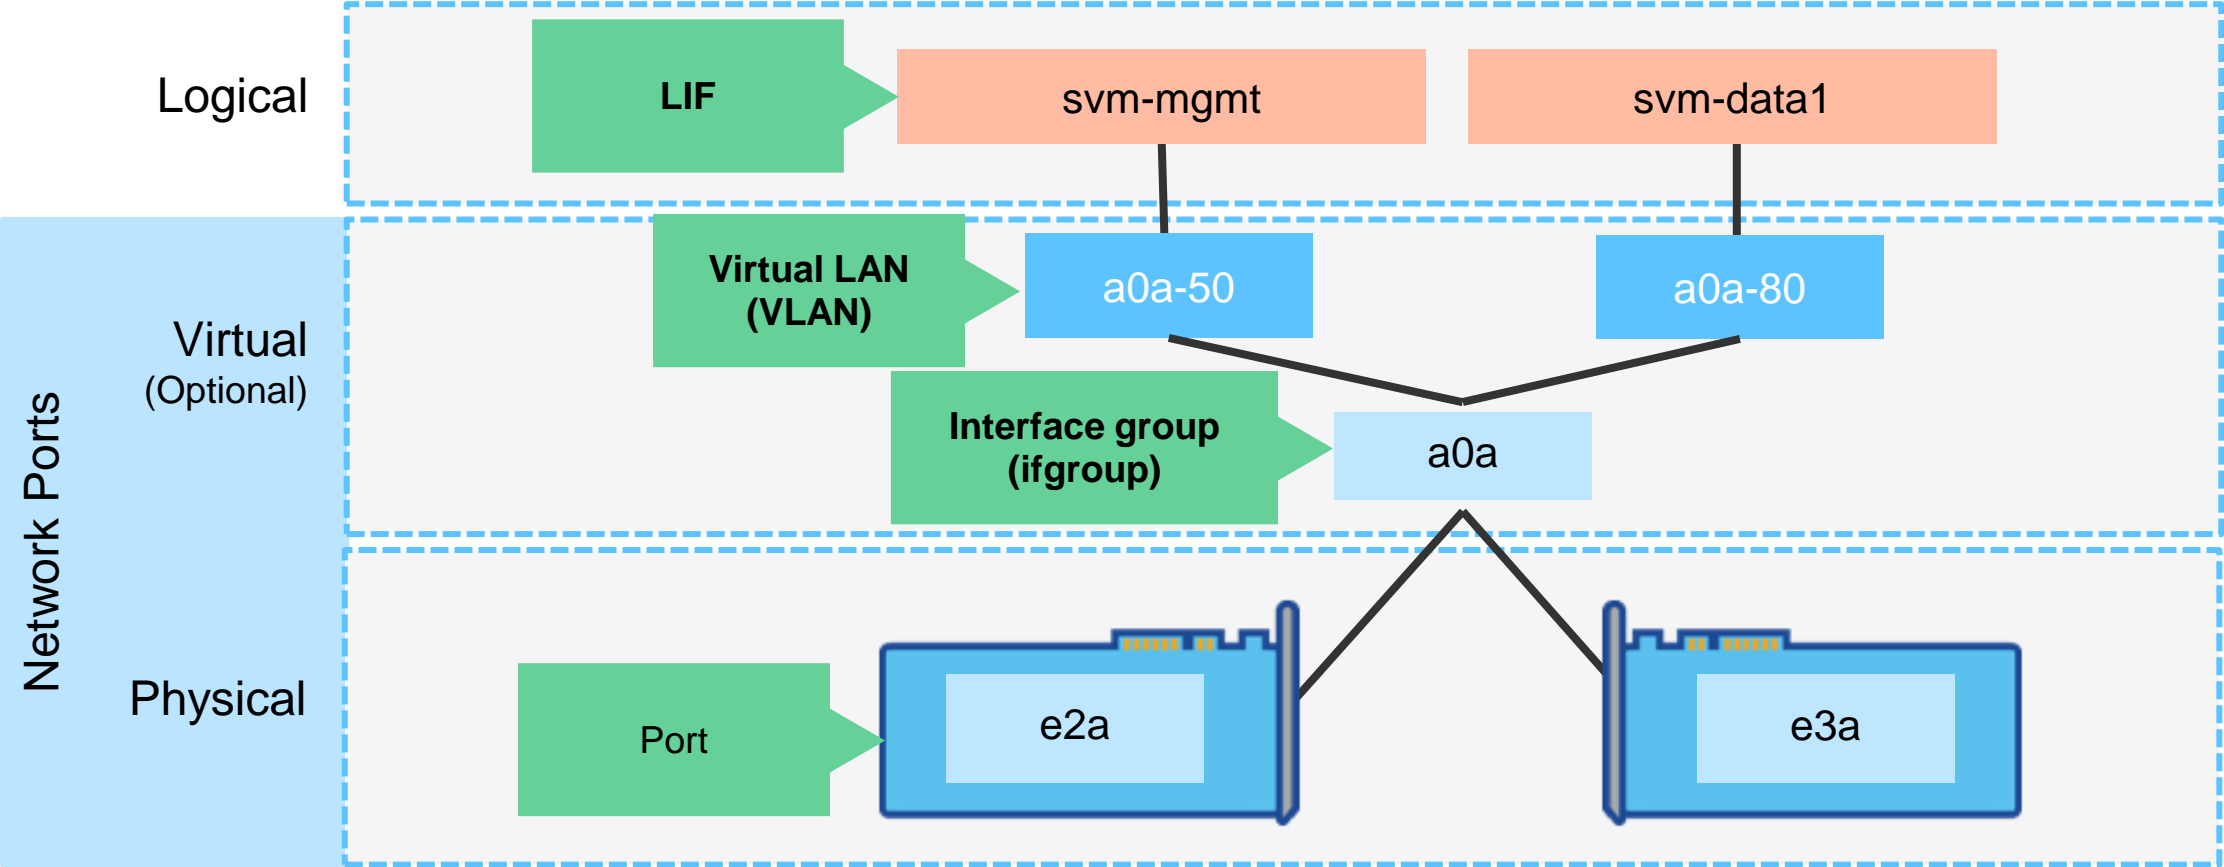 Logical
LIF
svm-mgmt
svm-data1
Network Ports
Virtual
(Optional)
Virtual LAN
(VLAN)
a0a-50
a0a-80
Interface group
(ifgroup)
a0a
Physical
Port
e2a
e3a